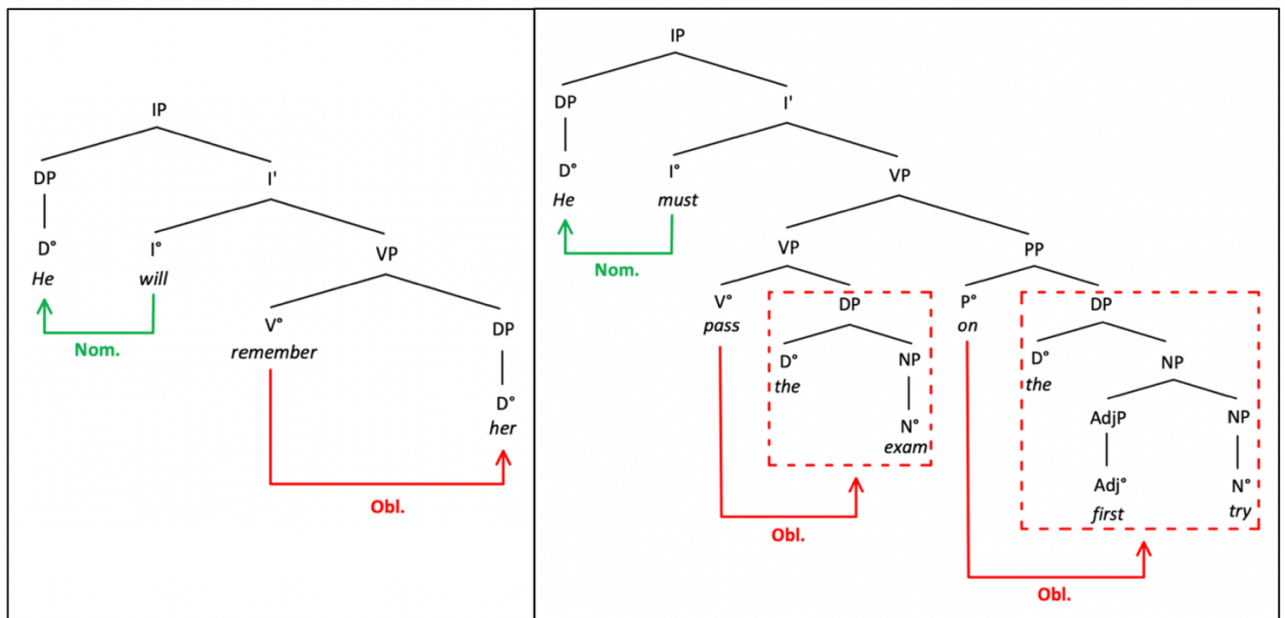 IP
DP I'
D° I° VP
He will
Nom.
V° DP
remember
D°
her
Obl.
IP
DP I'
D° I° VP
He must
Nom.
VP PP
V° DP P° DP
pass on
D° NP D° NP
the the
N° AdjP NP
exam
Adj° N°
first try
Obl.
Obl.